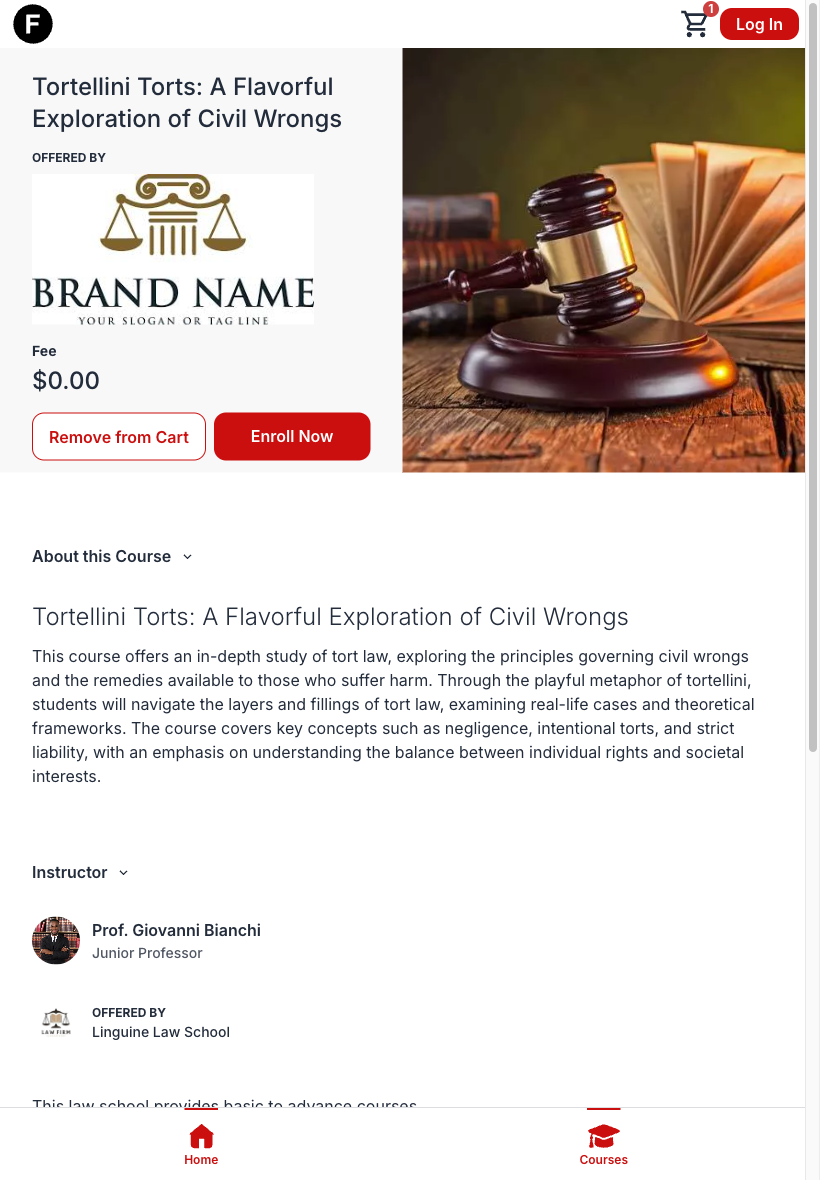 F
1
Log In
Tortellini Torts: A Flavorful
Exploration of Civil Wrongs
OFFERED BY
BRAND NAME
YOUR SLOGAN OR TAG LINE
Fee
$0.00
Remove from Cart
Enroll Now
About this Course
Tortellini Torts: A Flavorful Exploration of Civil Wrongs
This course offers an in-depth study of tort law, exploring the principles governing civil wrongs
and the remedies available to those who suffer harm. Through the playful metaphor of tortellini,
students will navigate the layers and fillings of tort law, examining real-life cases and theoretical
frameworks. The course covers key concepts such as negligence, intentional torts, and strict
liability, with an emphasis on understanding the balance between individual rights and societal
interests.
Instructor
Prof. Giovanni Bianchi
Junior Professor
LAW FIRM
OFFERED BY
Linguine Law School
This law school provides basic to advance courses
Home
Courses